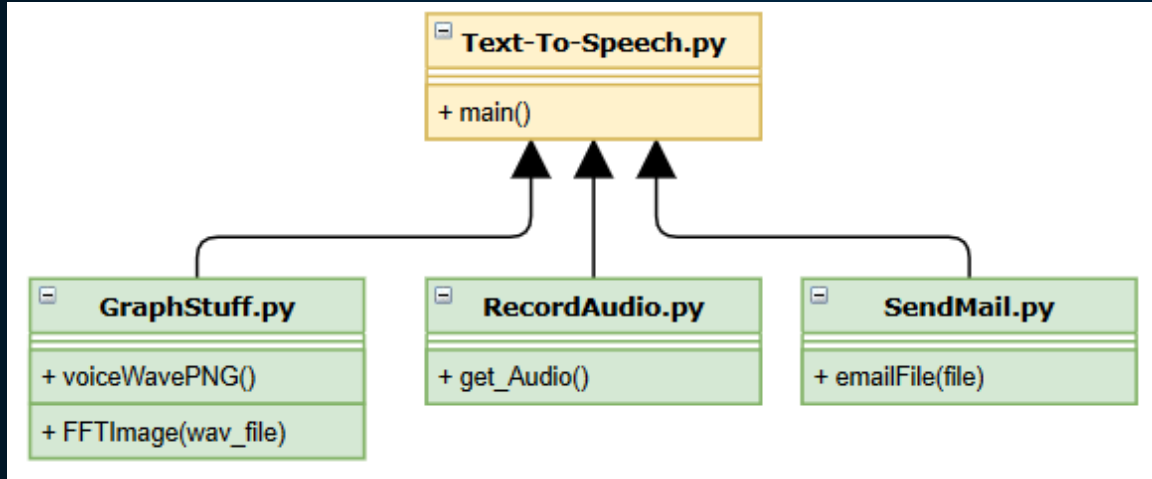 Text-To-Speech.py
+ main()
GraphStuff.py
+ voiceWavePNG()
+ FFTImage(wav_file)
RecordAudio.py
+ get_Audio()
SendMail.py
+ emailFile(file)